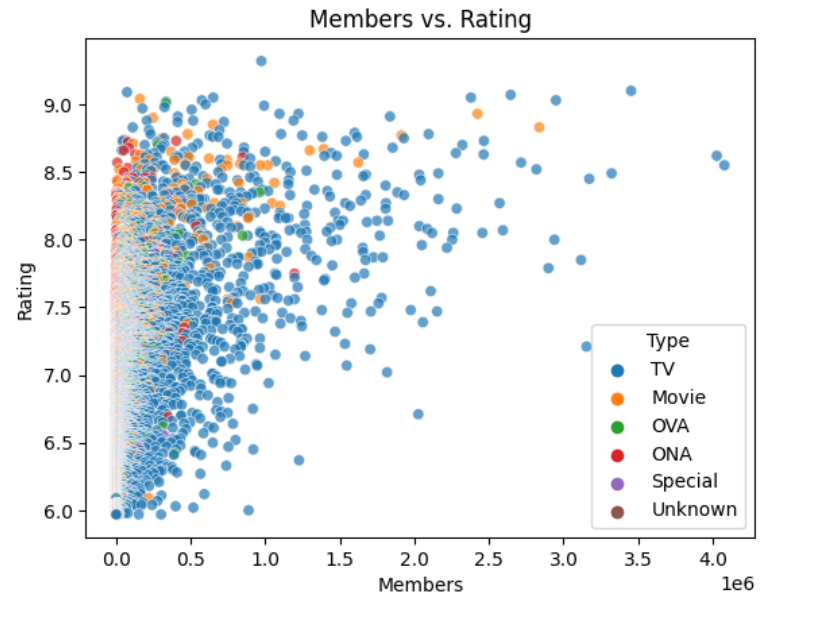 Members vs. Rating
Rating
9.0
8.5
8.0
7.5
7.0
6.5
6.0
Type
TV
Movie
OVA
ONA
Special
Unknown
0.0 0.5 1.0 1.5 2.0 2.5 3.0 3.5 4.0
1e6
Members